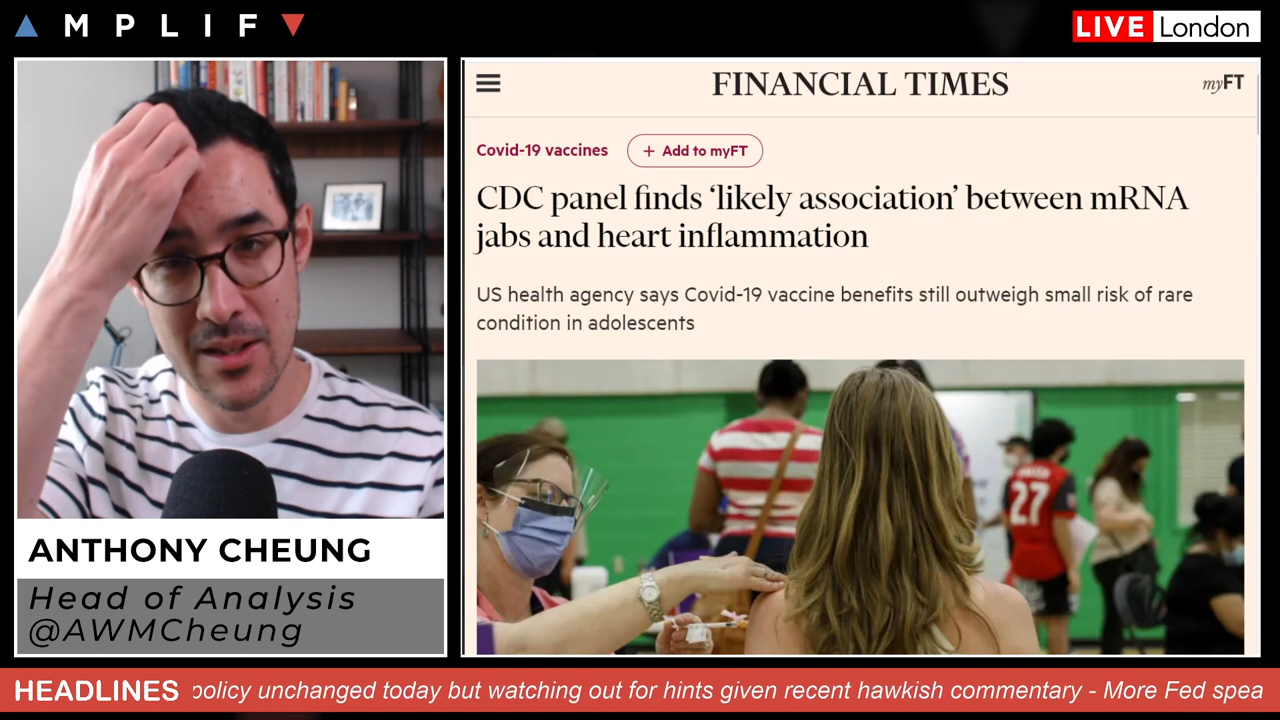 AMPLIFY
LIVE London
FINANCIAL TIMES
myFT
Covid-19 vaccines
+ Add to myFT
CDC panel finds ‘likely association’ between mRNA
jabs and heart inflammation
US health agency says Covid-19 vaccine benefits still outweigh small risk of rare
condition in adolescents
27
ANTHONY CHEUNG
Head of Analysis
@AWMCheung
HEADLINES policy unchanged today but watching out for hints given recent hawkish commentary - More Fed spea